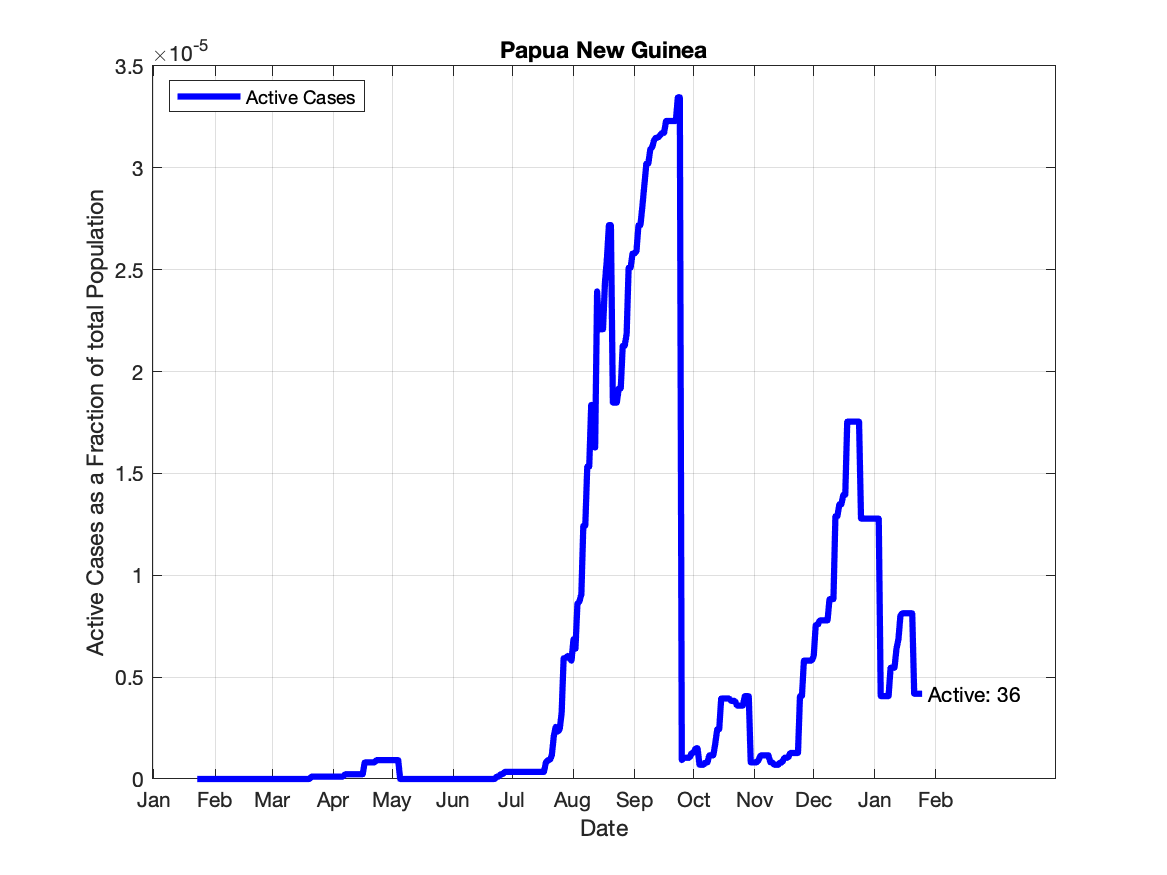 Papua New Guinea
×10-5
Active Cases
3.5
3
2.5
2
1.5
1
0.5
0
Active Cases as a Fraction of total Population
Active: 36
Jan Feb Mar Apr May Jun Jul Aug Sep Oct Nov Dec Jan Feb
Date